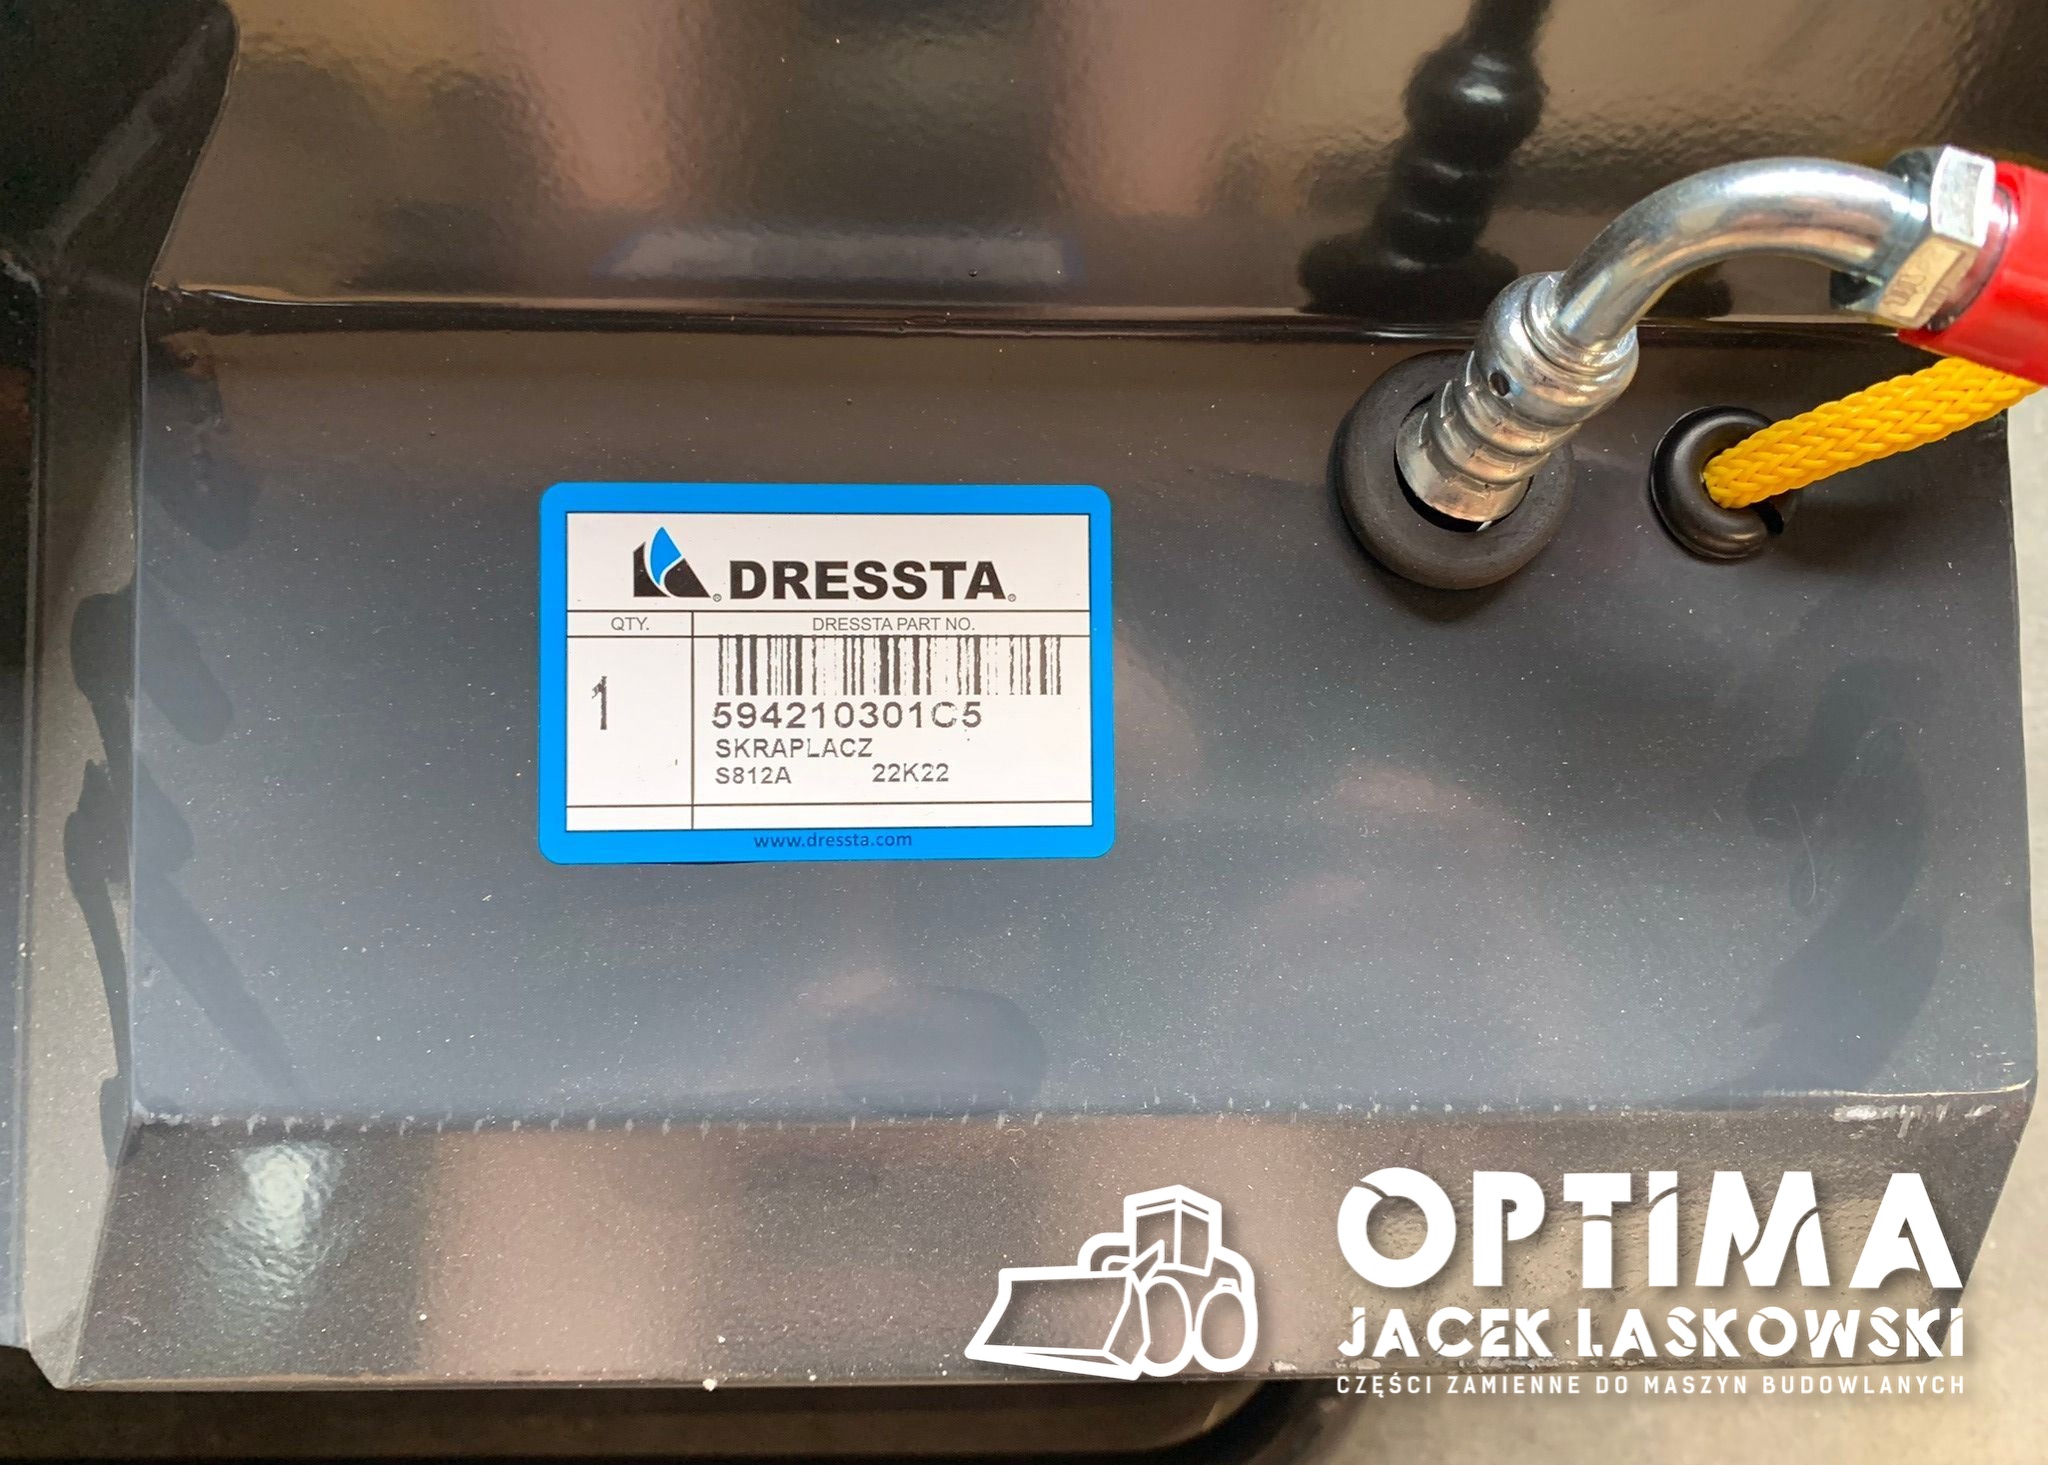 DRESSTA
QTY.
DRESSTA PART NO.
1
594210301C5
SKRAPLACZ
S812A 22K22
www.dressta.com
OPTIMA
JACEK LASKOWSKI
CZĘŚCI ZAMIENNE DO MASZYN BUDOWLANYCH